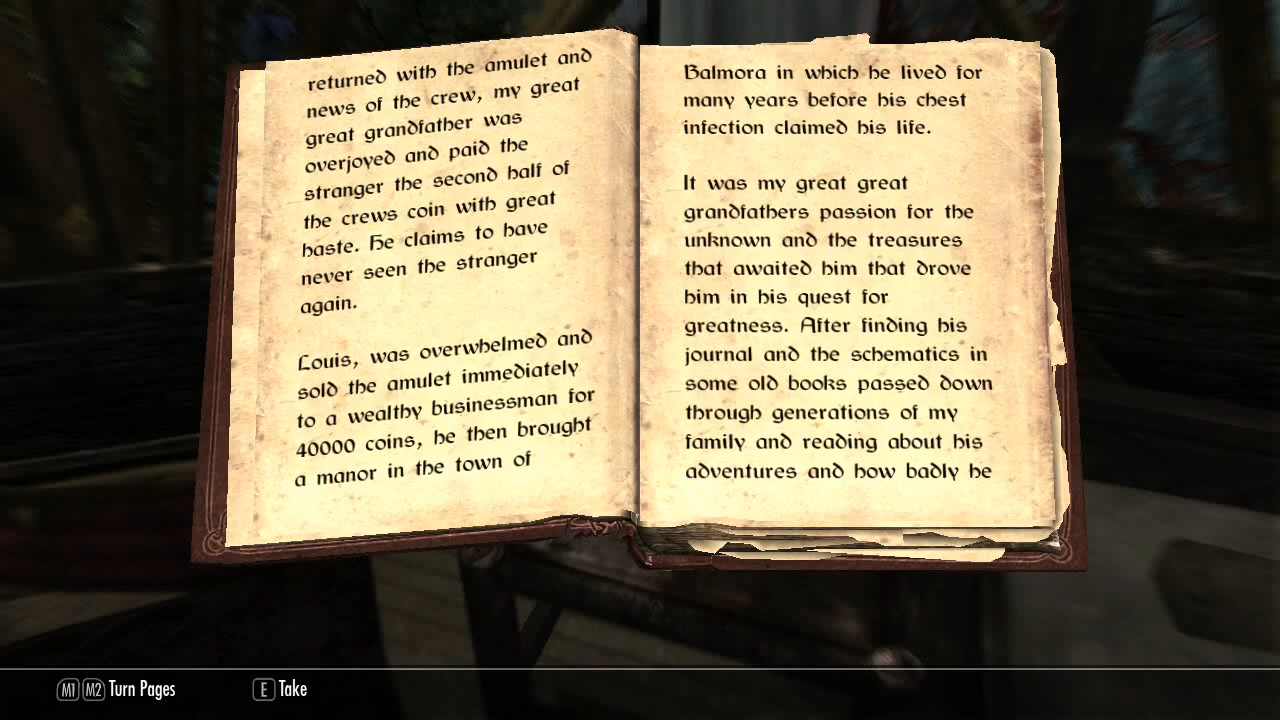 returned with the amulet and
news of the crew, my great
great grandfather was
overjoyed and paid the
stranger the second half of
the crews coin with great
haste. He claims to have
never seen the stranger
again.
Louis, was overwhelmed and
sold the amulet immediately
to a wealthy businessman for
40000 coins, he then brought
a manor in the town of
Balmora in which he lived for
many years before his chest
infection claimed his life.
It was my great great
grandfathers passion for the
unknown and the treasures
that awaited him that drove
him in his quest for
greatness. After finding his
journal and the schematics in
some old books passed down
through generations of my
family and reading about his
adventures and how badly he
M1 M2 Turn Pages
E Take